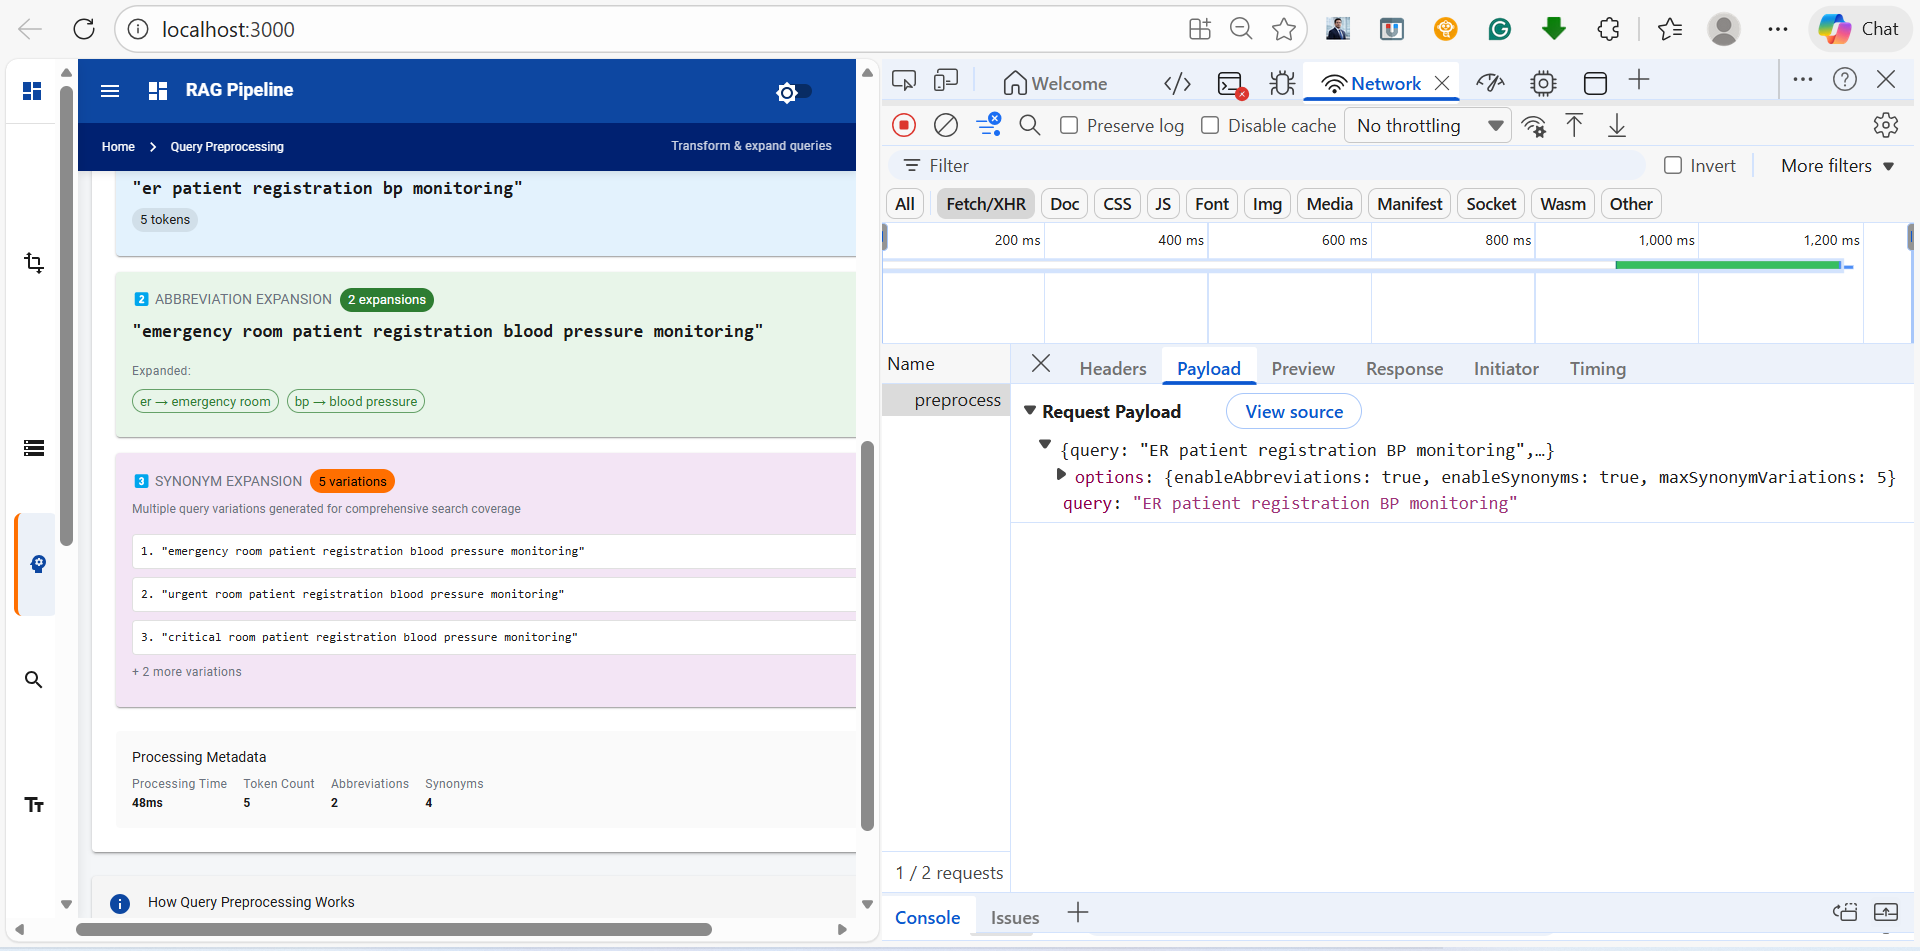 localhost:3000
Chat
RAG Pipeline
Home > Query Preprocessing
Transform & expand queries
"er patient registration bp monitoring"
5 tokens
2 ABBREVIATION EXPANSION 2 expansions
"emergency room patient registration blood pressure monitoring"
Expanded:
er → emergency room bp → blood pressure
3 SYNONYM EXPANSION 5 variations
Multiple query variations generated for comprehensive search coverage
1. "emergency room patient registration blood pressure monitoring"
2. "urgent room patient registration blood pressure monitoring"
3. "critical room patient registration blood pressure monitoring"
+ 2 more variations
Processing Metadata
Processing Time Token Count Abbreviations Synonyms
48ms 5 2 4
How Query Preprocessing Works
Welcome
Network
Preserve log Disable cache No throttling
Filter Invert More filters
All Fetch/XHR Doc CSS JS Font Img Media Manifest Socket Wasm Other
200 ms 400 ms 600 ms 800 ms 1,000 ms 1,200 ms
Name
preprocess
Headers Payload Preview Response Initiator Timing
Request Payload View source
{query: "ER patient registration BP monitoring",…}
options: {enableAbbreviations: true, enableSynonyms: true, maxSynonymVariations: 5}
query: "ER patient registration BP monitoring"
1 / 2 requests
Console Issues